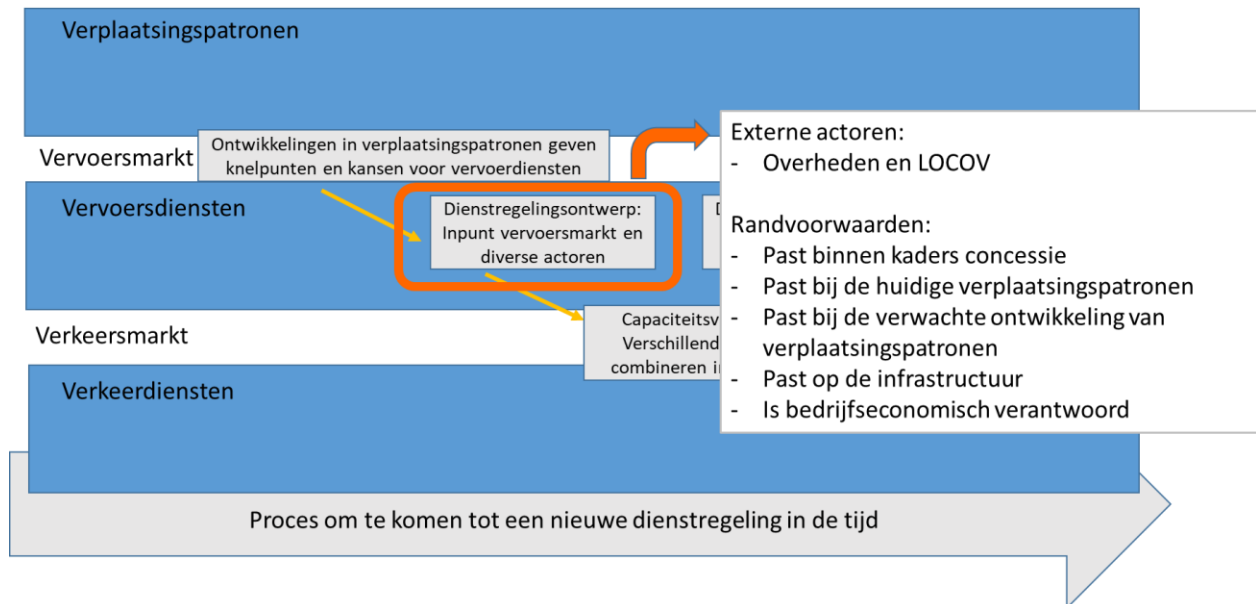 Verplaatsingspatronen
Ontwikkelingen in verplaatsingspatronen geven
knelpunten en kansen voor vervoerdiensten
Vervoersmarkt
Vervoersdiensten
Dienstregelingsontwerp:
Inpunt vervoersmarkt en
diverse actoren
D
Capaciteitsv
Verschillend
combineren i
Verkeersmarkt
Verkeerdiensten
Externe actoren:
- Overheden en LOCOV
Randvoorwaarden:
- Past binnen kaders concessie
- Past bij de huidige verplaatsingspatronen
- Past bij de verwachte ontwikkeling van
verplaatsingspatronen
- Past op de infrastructuur
- Is bedrijfseconomisch verantwoord
Proces om te komen tot een nieuwe dienstregeling in de tijd